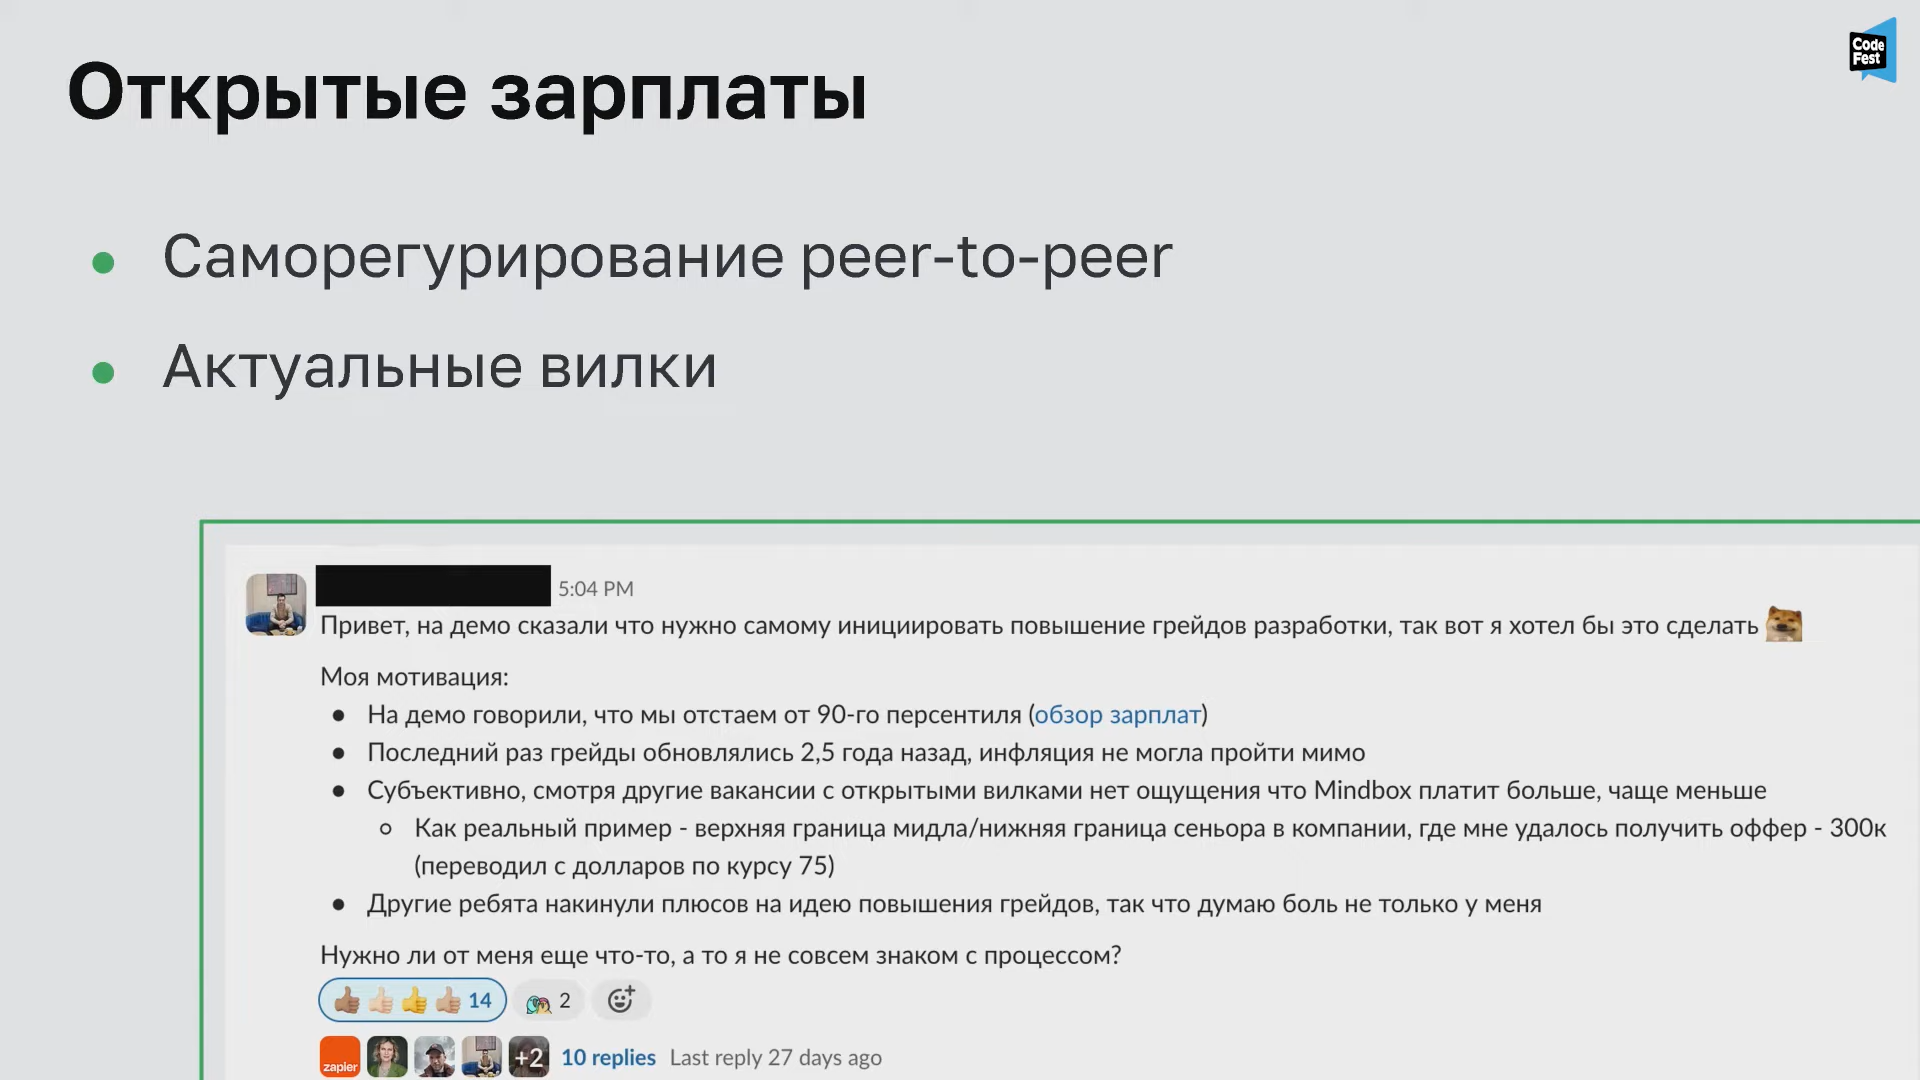 Code
Fest
Открытые зарплаты
Саморегурирование peer-to-peer
Актуальные вилки
5:04 PM
Привет, на демо сказали что нужно самому инициировать повышение грейдов разработки, так вот я хотел бы это сделать
Моя мотивация:
На демо говорили, что мы отстаем от 90-го персентиля (обзор зарплат)
Последний раз грейды обновлялись 2,5 года назад, инфляция не могла пройти мимо
Субъективно, смотря другие вакансии с открытыми вилками нет ощущения что Mindbox платит больше, чаще меньше
Как реальный пример - верхняя граница мидла/нижняя граница сеньора в компании, где мне удалось получить оффер - 300к
(переводил с долларов по курсу 75)
Другие ребята накинули плюсов на идею повышения грейдов, так что думаю боль не только у меня
Нужно ли от меня еще что-то, а то я не совсем знаком с процессом?
14 2
zapier +2 10 replies Last reply 27 days ago